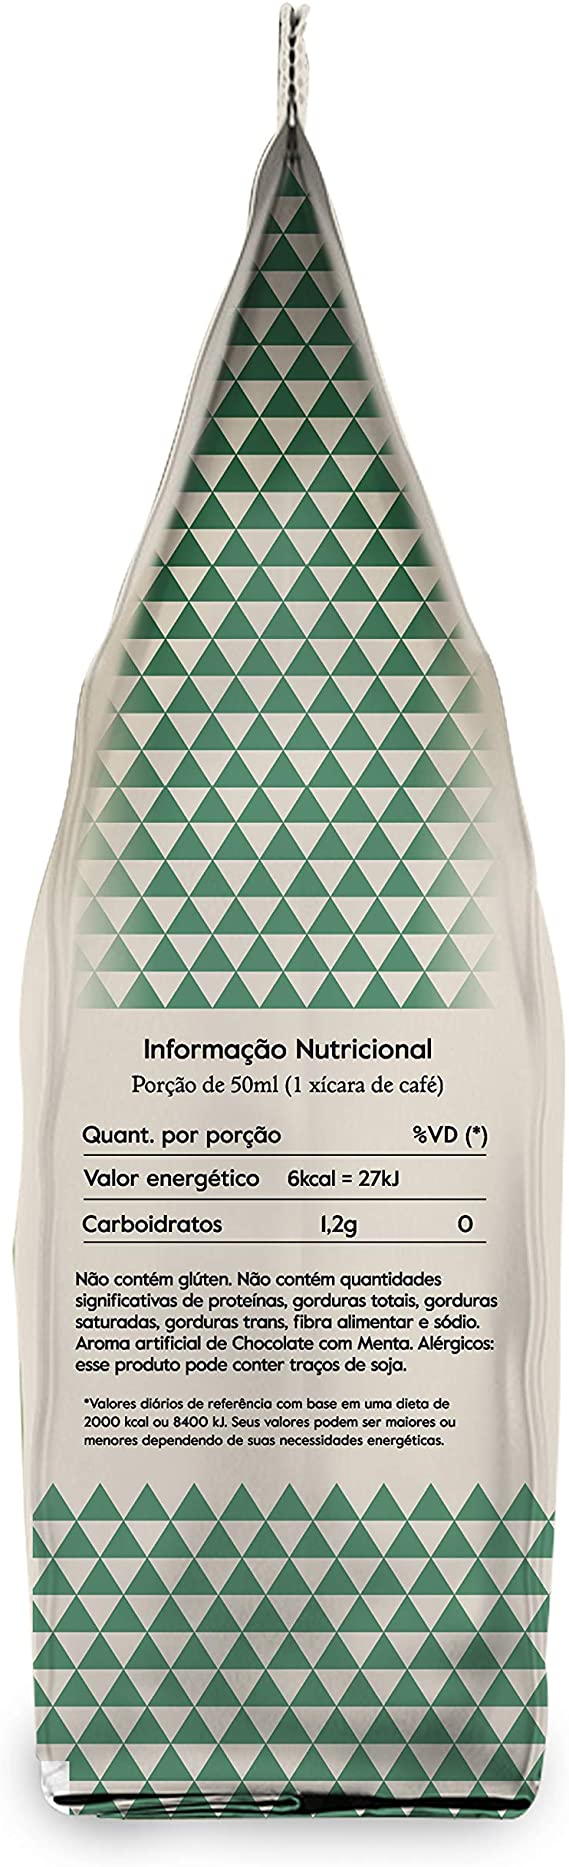 Informação Nutricional
Porção de 50ml (1 xícara de café)
Quant. por porção %VD (*)
Valor energético 6kcal = 27kJ
Carboidratos 1,2g 0
Não contém glúten. Não contém quantidades
significativas de proteínas, gorduras totais, gorduras
saturadas, gorduras trans, fibra alimentar e sódio.
Aroma artificial de Chocolate com Menta. Alérgicos:
esse produto pode conter traços de soja.
*Valores diários de referência com base em uma dieta de
2000 kcal ou 8400 kJ. Seus valores podem ser maiores ou
menores dependendo de suas necessidades energéticas.